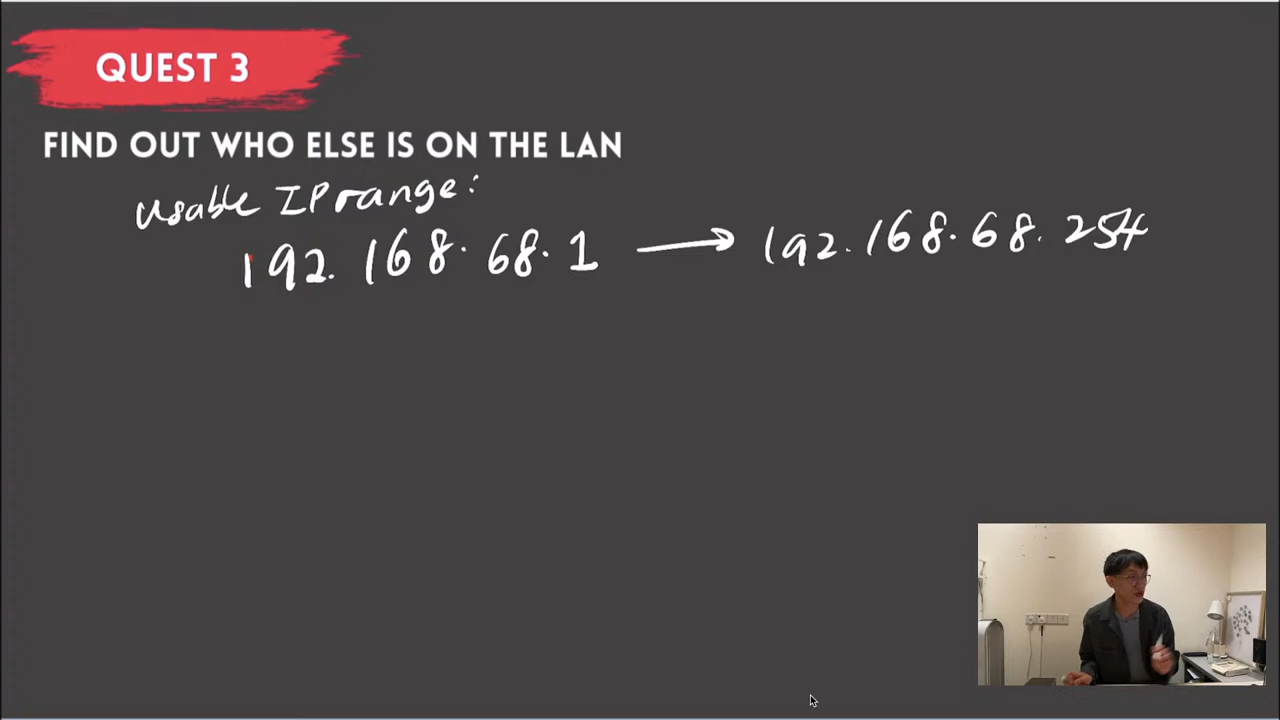 QUEST 3
FIND OUT WHO ELSE IS ON THE LAN
Usable IP range:
192.168.68.1 → 192.168.68.254